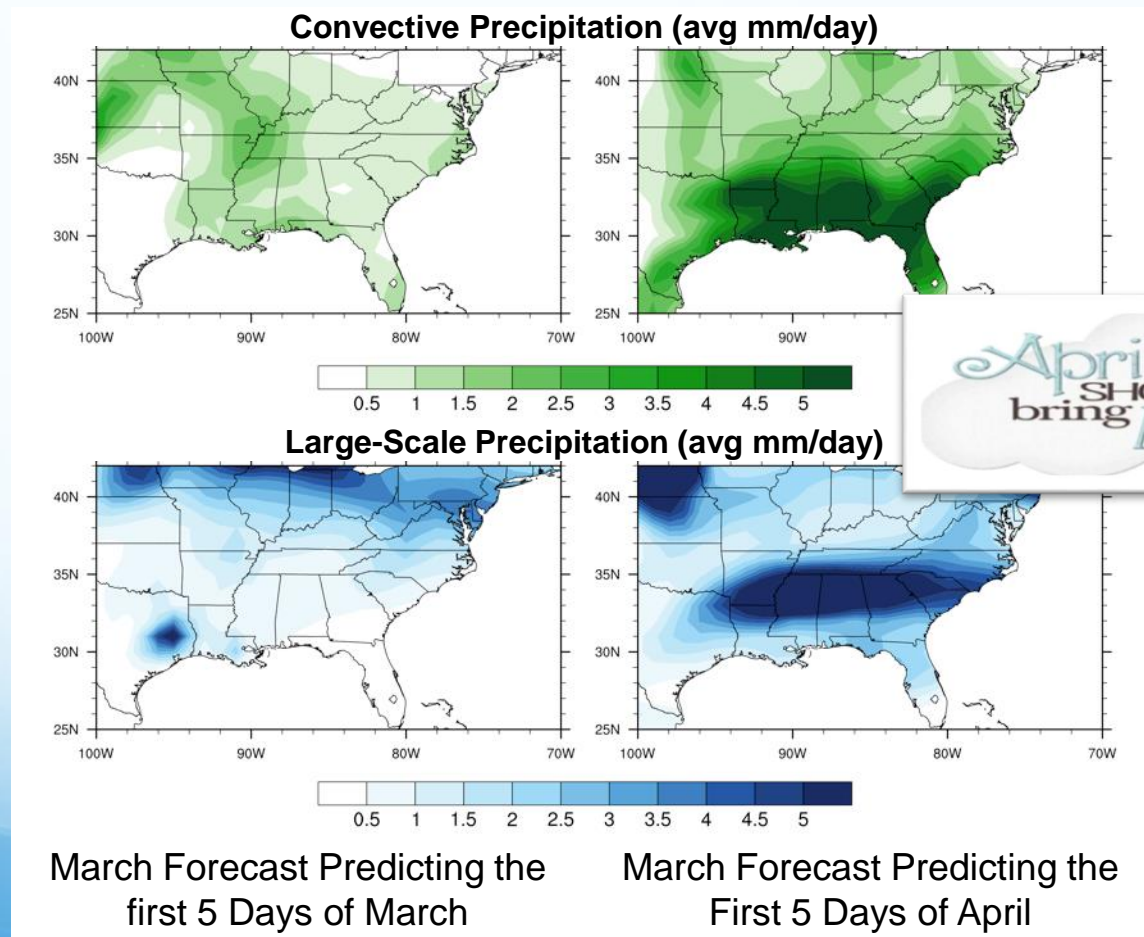 Convective Precipitation (avg mm/day)
40N
35N
30N
25N
100W 90W 80W 70W
100W 90W
0.5 1 1.5 2 2.5 3 3.5 4 4.5 5
bring
Large-Scale Precipitation (avg mm/day)
40N
35N
30N
25N
100W 90W 80W 70W
40N
35N
30N
25N
100W 90W 80W 70W
0.5 1 1.5 2 2.5 3 3.5 4 4.5 5
March Forecast Predicting the
first 5 Days of March
March Forecast Predicting the
First 5 Days of April